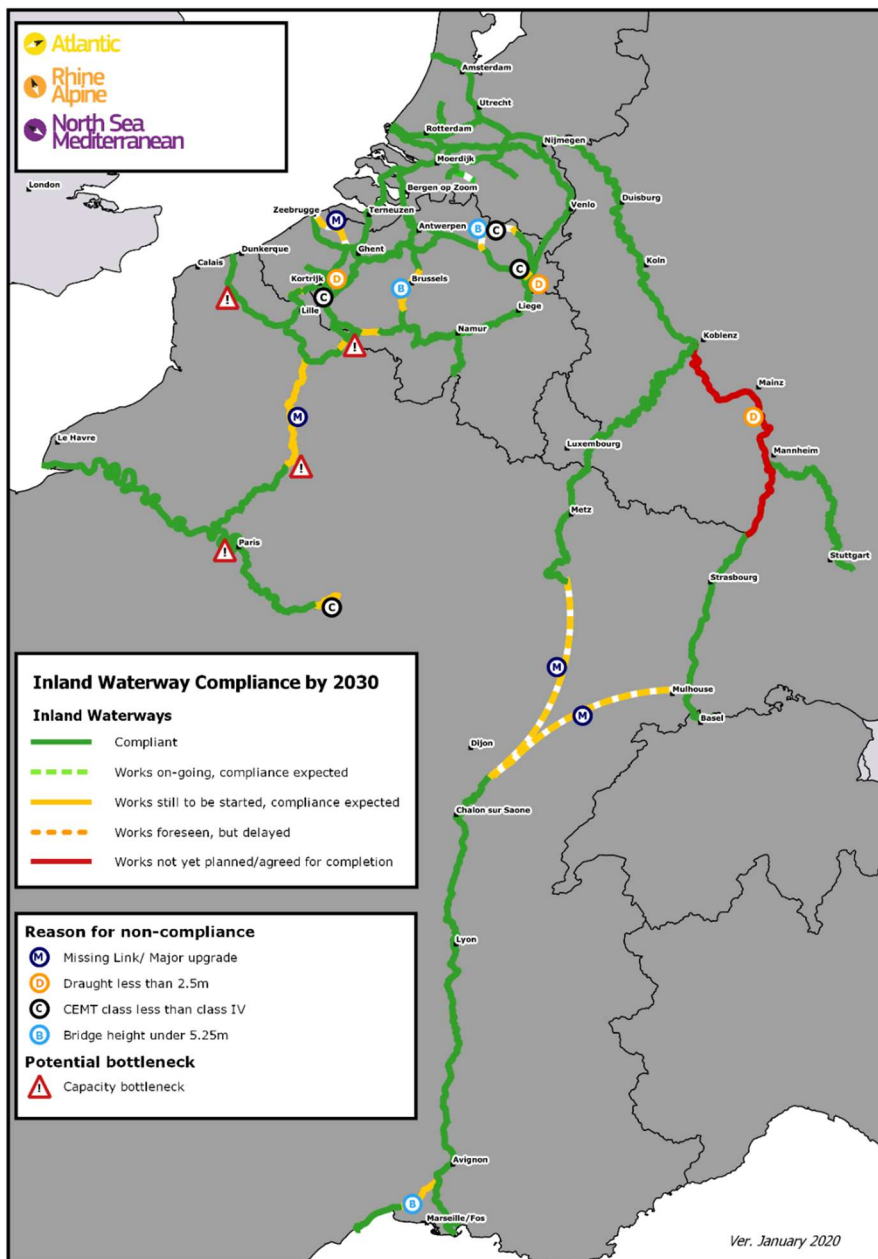 Atlantic
Rhine
Alpine
North Sea
Mediterranean
London
Amsterdam
Utrecht
Rotterdam
Nijmegen
Moerdijk
Bergen op Zoom
Duisburg
Zeebrugge
M
Terneuzen
Venlo
Antwerpen
B
C
Dunkerque
Ghent
Calais
Koln
Kortrijk
D
Brussels
C
D
B
!
C
Lille
Liege
Namur
!
Koblenz
Mainz
M
D
Le Havre
Luxembourg
Mannheim
!
Metz
Paris
!
Stuttgart
Strasbourg
C
M
Mulhouse
M
Basel
Dijon
Chalon sur Saone
Lyon
Avignon
B
Marseille/Fos
Inland Waterway Compliance by 2030
Inland Waterways
Compliant
Works on-going, compliance expected
Works still to be started, compliance expected
Works foreseen, but delayed
Works not yet planned/agreed for completion
Reason for non-compliance
M Missing Link/ Major upgrade
D Draught less than 2.5m
C CEMT class less than class IV
B Bridge height under 5.25m
Potential bottleneck
! Capacity bottleneck
Ver. January 2020